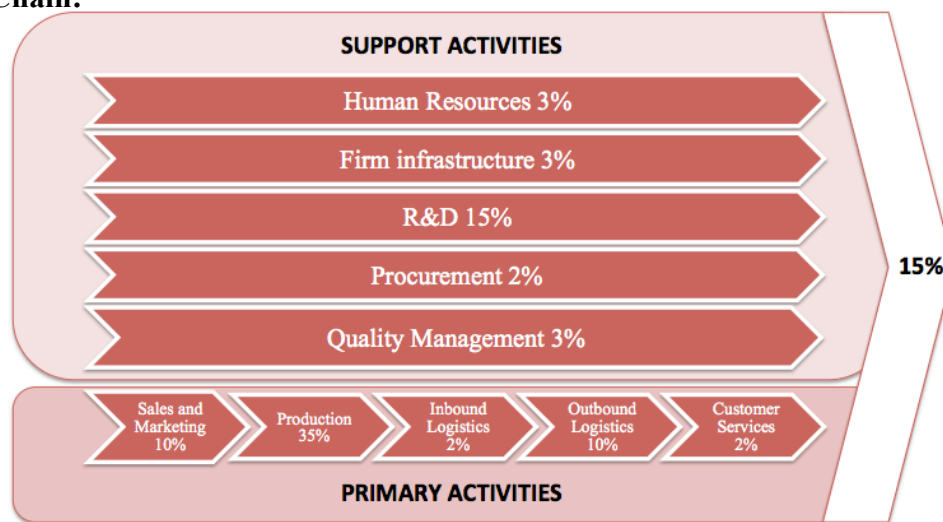 Chain:
SUPPORT ACTIVITIES
Human Resources 3%
Firm infrastructure 3%
R&D 15%
Procurement 2%
Quality Management 3%
15%
Sales and
Marketing
10%
Production
35%
Inbound
Logistics
2%
Outbound
Logistics
10%
Customer
Services
2%
PRIMARY ACTIVITIES